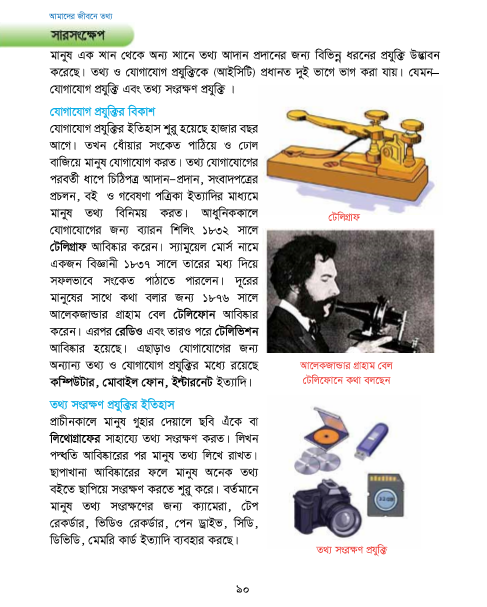 আমাদের জীবনে তথ্য
সারসংক্ষেপ
মানুষ এক স্থান থেকে অন্য স্থানে তথ্য আদান প্রদানের জন্য বিভিন্ন ধরনের প্রযুক্তি উদ্ভাবন
করেছে। তথ্য ও যোগাযোগ প্রযুক্তিকে (আইসিটি) প্রধানত দুই ভাগে ভাগ করা যায়। যেমন–
যোগাযোগ প্রযুক্তি এবং তথ্য সংরক্ষণ প্রযুক্তি ।
যোগাযোগ প্রযুক্তির বিকাশ
যোগাযোগ প্রযুক্তির ইতিহাস শুরু হয়েছে হাজার বছর
আগে। তখন ধোঁয়ার সংকেত পাঠিয়ে ও ঢোল
বাজিয়ে মানুষ যোগাযোগ করত। তথ্য যোগাযোগের
পরবর্তী ধাপে চিঠিপত্র আদান–প্রদান, সংবাদপত্রের
প্রচলন, বই ও গবেষণা পত্রিকা ইত্যাদির মাধ্যমে
মানুষ তথ্য বিনিময় করত। আধুনিককালে
যোগাযোগের জন্য ব্যারন শিলিং ১৮৩২ সালে
টেলিগ্রাফ আবিষ্কার করেন। স্যামুয়েল মোর্স নামে
একজন বিজ্ঞানী ১৮৩৭ সালে তারের মধ্য দিয়ে
সফলভাবে সংকেত পাঠাতে পারলেন। দূরের
মানুষের সাথে কথা বলার জন্য ১৮৭৬ সালে
আলেকজান্ডার গ্রাহাম বেল টেলিফোন আবিষ্কার
করেন। এরপর রেডিও এবং তারও পরে টেলিভিশন
আবিষ্কার হয়েছে। এছাড়াও যোগাযোগের জন্য
অন্যান্য তথ্য ও যোগাযোগ প্রযুক্তির মধ্যে রয়েছে
কম্পিউটার, মোবাইল ফোন, ইন্টারনেট ইত্যাদি।
টেলিগ্রাফ
আলেকজান্ডার গ্রাহাম বেল
টেলিফোনে কথা বলছেন
তথ্য সংরক্ষণ প্রযুক্তির ইতিহাস
প্রাচীনকালে মানুষ গুহার দেয়ালে ছবি এঁকে বা
লিথোগ্রাফের সাহায্যে তথ্য সংরক্ষণ করত। লিখন
পদ্ধতি আবিষ্কারের পর মানুষ তথ্য লিখে রাখত।
ছাপাখানা আবিষ্কারের ফলে মানুষ অনেক তথ্য
বইতে ছাপিয়ে সংরক্ষণ করতে শুরু করে। বর্তমানে
মানুষ তথ্য সংরক্ষণের জন্য ক্যামেরা, টেপ
রেকর্ডার, ভিডিও রেকর্ডার, পেন ড্রাইভ, সিডি,
ডিভিডি, মেমরি কার্ড ইত্যাদি ব্যবহার করছে।
তথ্য সংরক্ষণ প্রযুক্তি
৯০